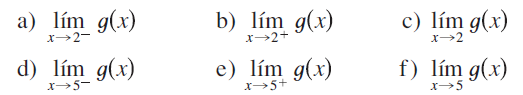 a) lím x→2⁻ g(x) b) lím x→2⁺ g(x) c) lím x→2 g(x)
d) lím x→5⁻ g(x) e) lím x→5⁺ g(x) f) lím x→5 g(x)